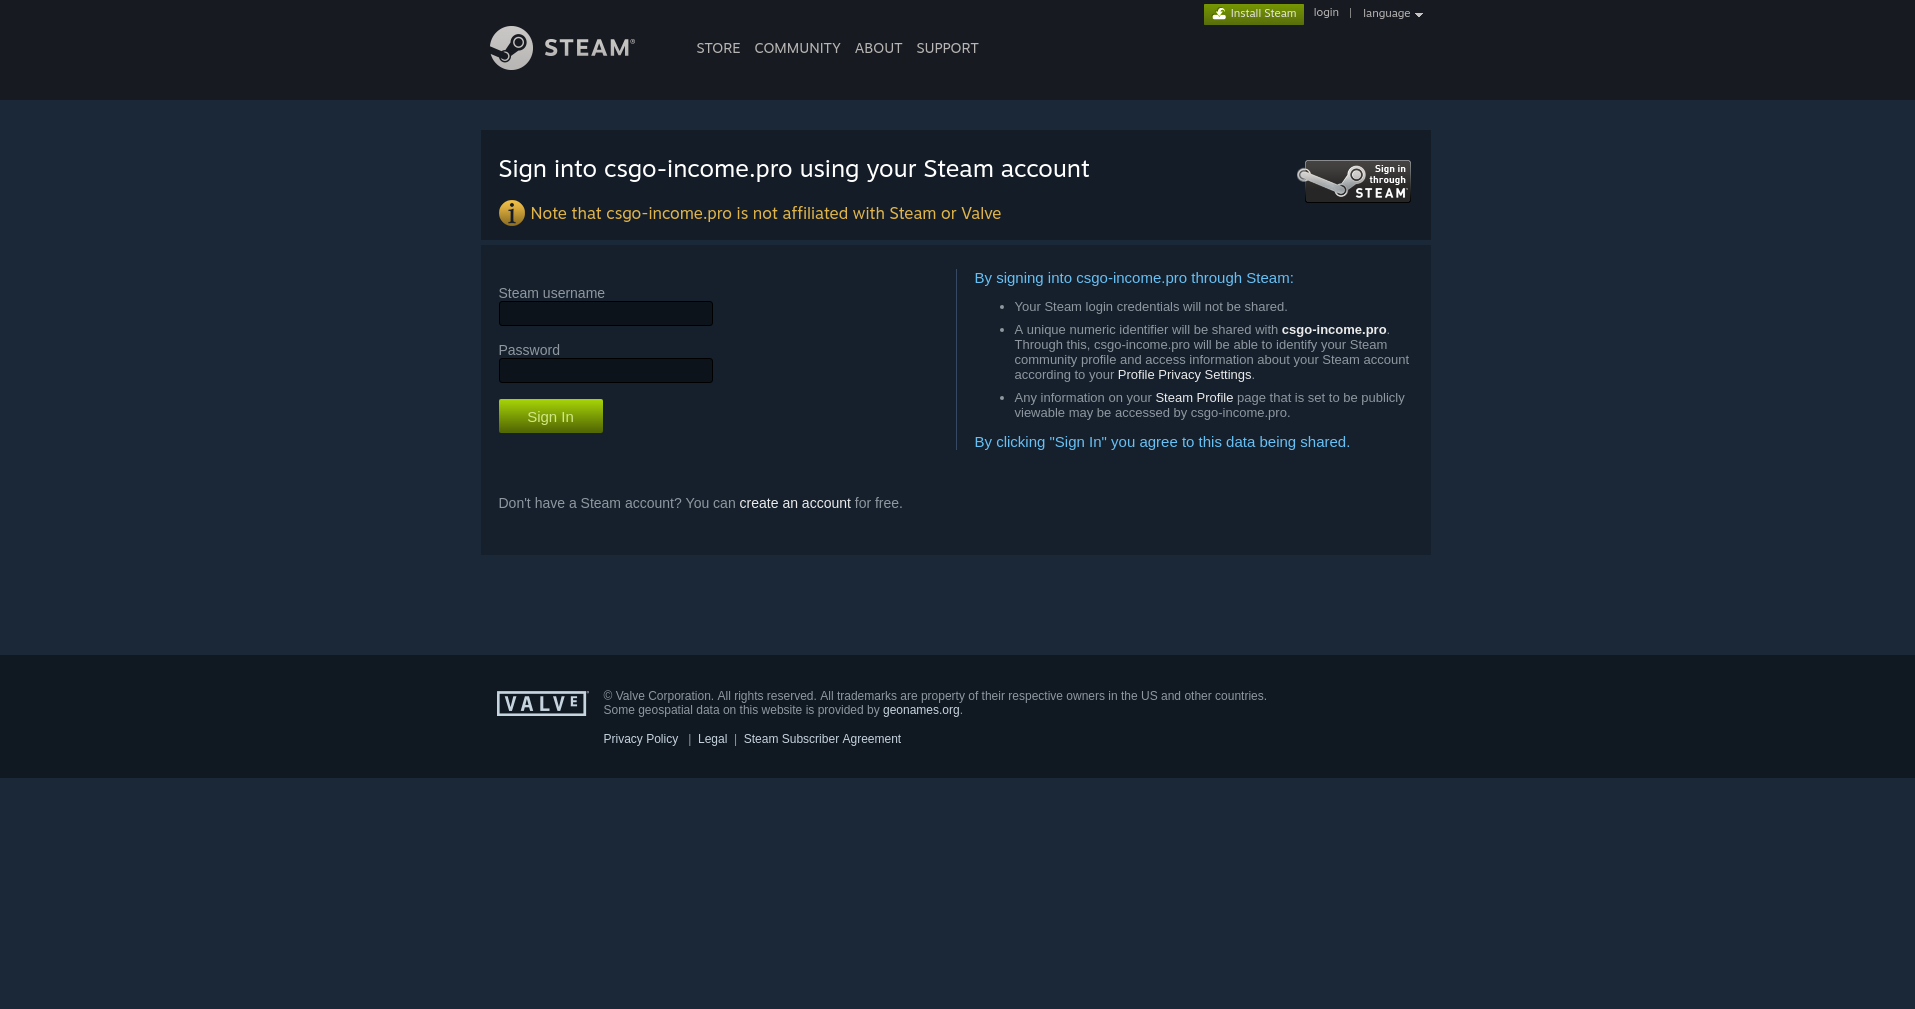 Install Steam login | language
STEAM®
STORE COMMUNITY ABOUT SUPPORT
Sign into csgo-income.pro using your Steam account
Sign in
through
STEAM
Note that csgo-income.pro is not affiliated with Steam or Valve
Steam username
Password
Sign In
Don't have a Steam account? You can create an account for free.
By signing into csgo-income.pro through Steam:
• Your Steam login credentials will not be shared.
• A unique numeric identifier will be shared with csgo-income.pro.
Through this, csgo-income.pro will be able to identify your Steam
community profile and access information about your Steam account
according to your Profile Privacy Settings.
• Any information on your Steam Profile page that is set to be publicly
viewable may be accessed by csgo-income.pro.
By clicking "Sign In" you agree to this data being shared.
VALVE
© Valve Corporation. All rights reserved. All trademarks are property of their respective owners in the US and other countries.
Some geospatial data on this website is provided by geonames.org.
Privacy Policy | Legal | Steam Subscriber Agreement